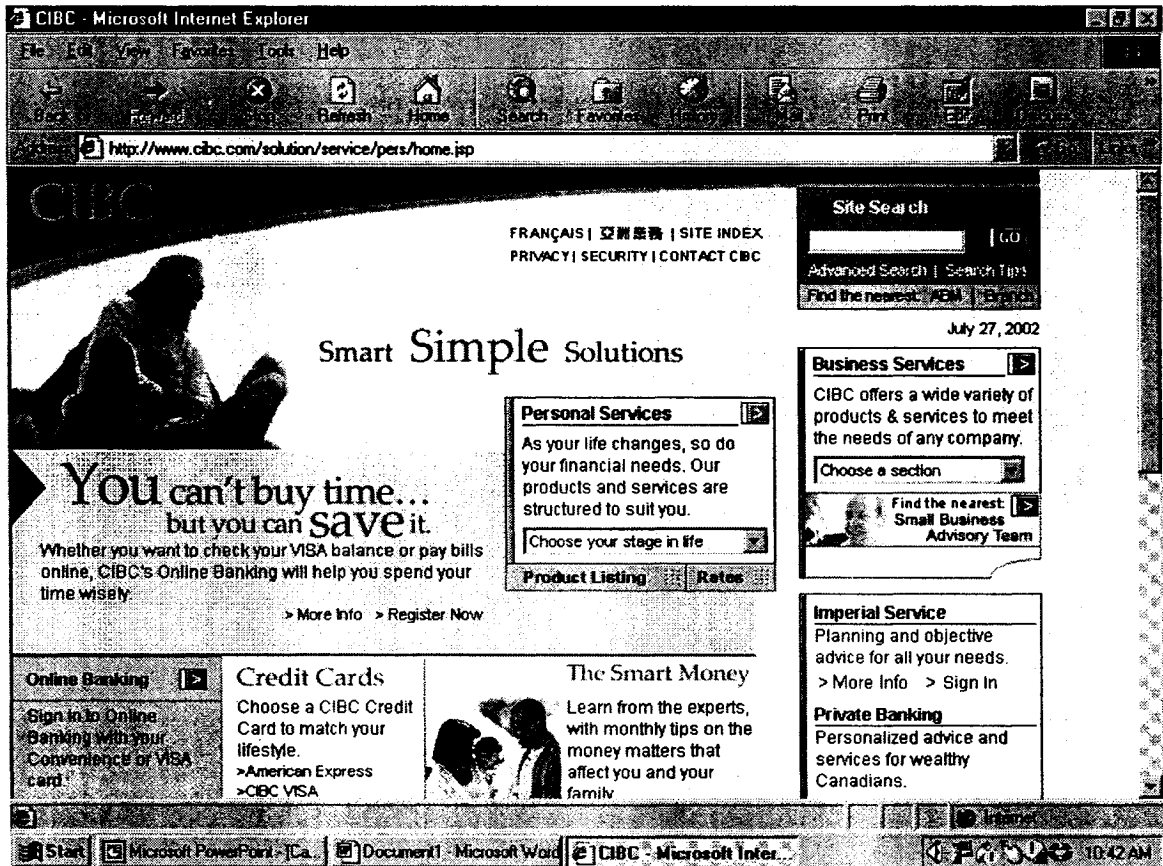 CIBC - Microsoft Internet Explorer
File Edit View Favorites Tools Help
Back Forward Stop Refresh Home Search Favorites History Mail Print Edit
Address http://www.cibc.com/solution/service/pers/home.jsp Go Links
CIBC
FRANÇAIS | 亞洲業務 | SITE INDEX
PRIVACY | SECURITY | CONTACT CIBC
Site Search
GO
Advanced Search | Search Tips
Find the nearest: ABM | Branch
July 27, 2002
Smart Simple Solutions
Personal Services
As your life changes, so do
your financial needs. Our
products and services are
structured to suit you.
Choose your stage in life
Product Listing Rates
Business Services
CIBC offers a wide variety of
products & services to meet
the needs of any company.
Choose a section
Find the nearest
Small Business
Advisory Team
You can't buy time...
but you can save it.
Whether you want to check your VISA balance or pay bills
online, CIBC's Online Banking will help you spend your
time wisely.
> More Info > Register Now
Imperial Service
Planning and objective
advice for all your needs.
> More Info > Sign In
Private Banking
Personalized advice and
services for wealthy
Canadians.
Online Banking
Sign in to Online
Banking with your
Convenience or VISA
card.
Credit Cards
Choose a CIBC Credit
Card to match your
lifestyle.
>American Express
>CIBC VISA
The Smart Money
Learn from the experts,
with monthly tips on the
money matters that
affect you and your
family.
Internet
Start Microsoft PowerPoint - [Ca... Document1 - Microsoft Word CIBC - Microsoft Inter... 10:42 AM